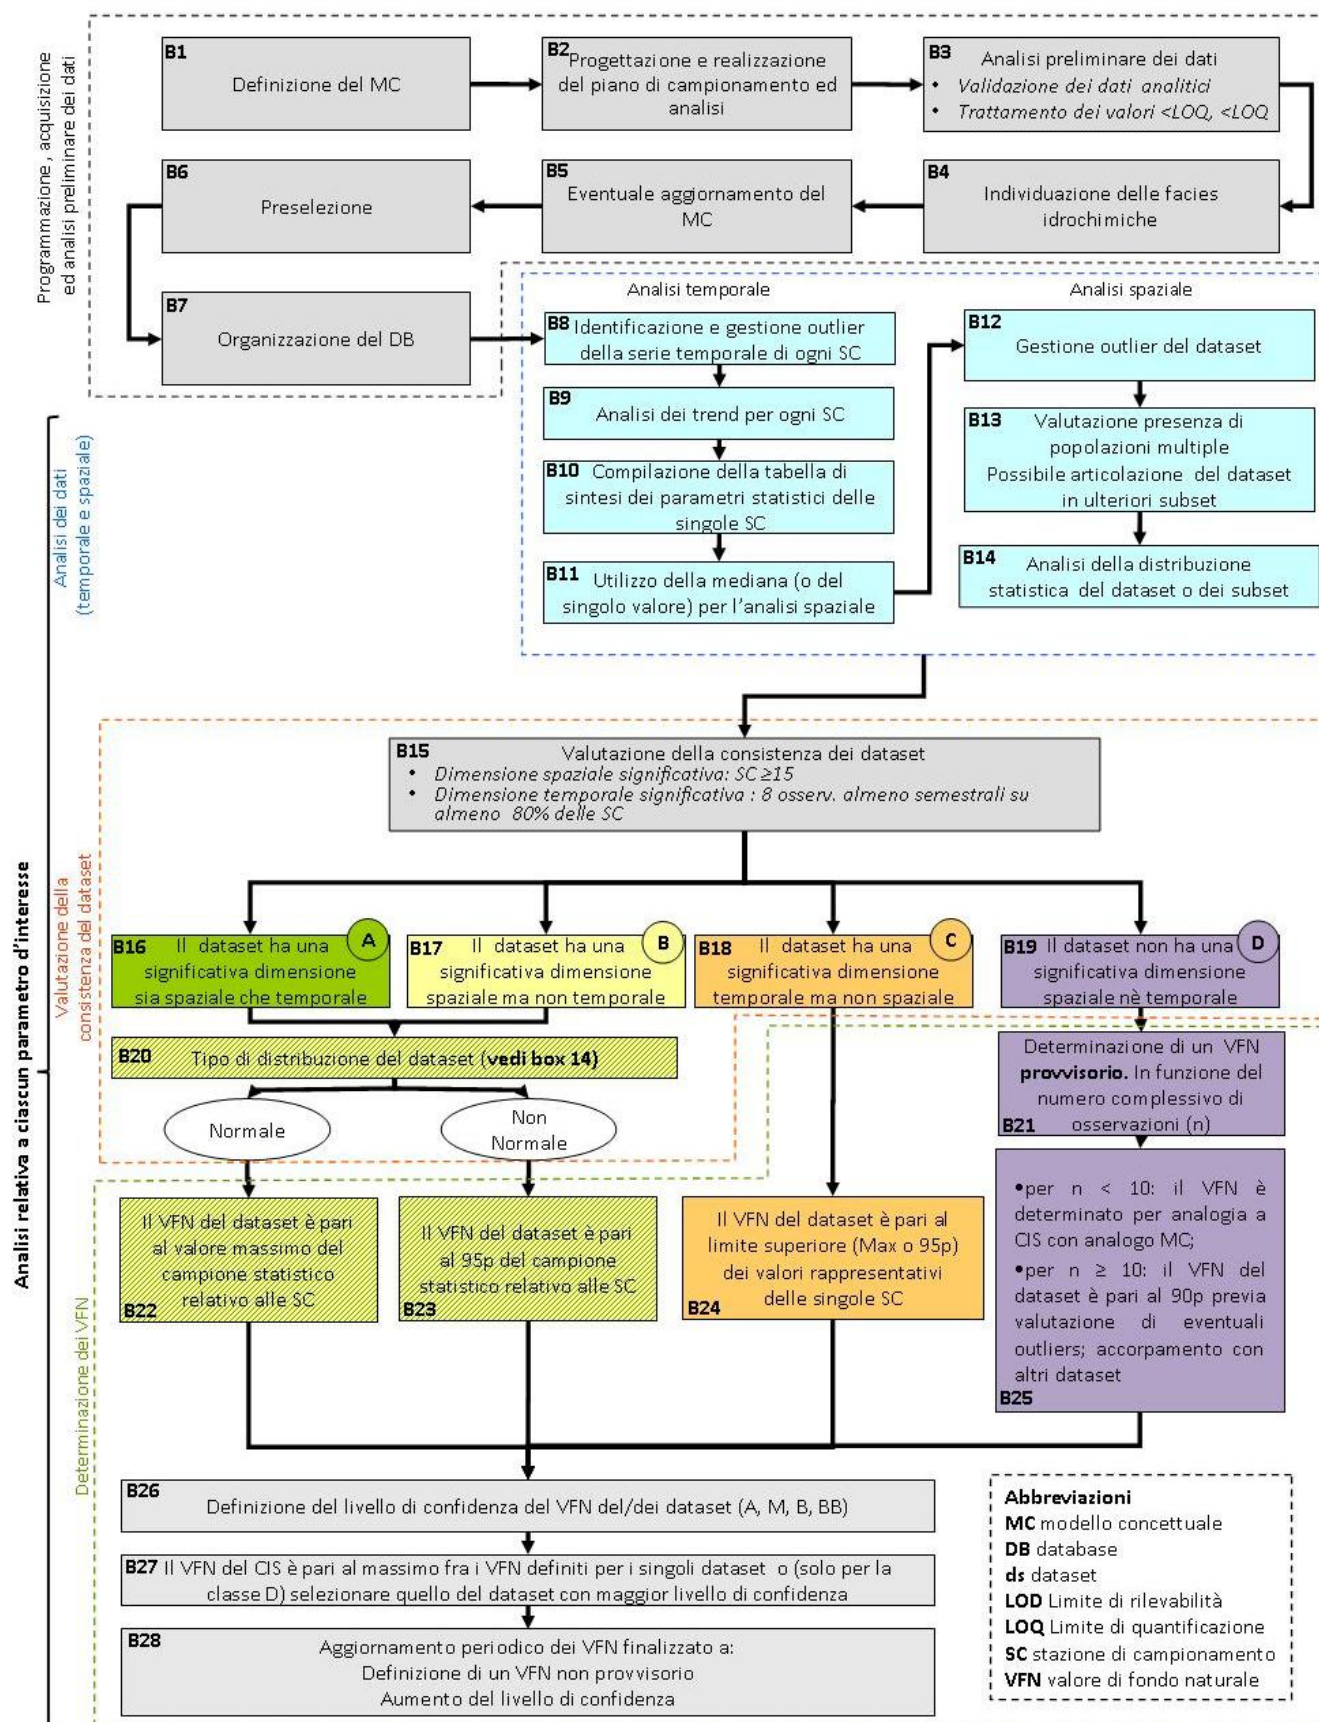 Programmazione, acquisizione
ed analisi preliminare dei dati
B1
Definizione del MC
B2
Progettazione e realizzazione
del piano di campionamento ed
analisi
B3
Analisi preliminare dei dati
• Validazione dei dati analitici
• Trattamento dei valori <LOQ, <LOQ
B6
Preselezione
B5
Eventuale aggiornamento del
MC
B4
Individuazione delle facies
idrochimiche
B7
Organizzazione del DB
Analisi relativa a ciascun parametro d'interesse
Analisi dei dati
(temporale e spaziale)
Analisi temporale
Analisi spaziale
B8
Identificazione e gestione outlier
della serie temporale di ogni SC
B9
Analisi dei trend per ogni SC
B10
Compilazione della tabella di
sintesi dei parametri statistici delle
singole SC
B11
Utilizzo della mediana (o del
singolo valore) per l'analisi spaziale
B12
Gestione outlier del dataset
B13
Valutazione presenza di
popolazioni multiple
Possibile articolazione del dataset
in ulteriori subset
B14
Analisi della distribuzione
statistica del dataset o dei subset
Valutazione della
consistenza del dataset
B15
Valutazione della consistenza dei dataset
• Dimensione spaziale significativa: SC ≥15
• Dimensione temporale significativa : 8 osserv. almeno semestrali su
almeno 80% delle SC
B16
A
Il dataset ha una
significativa dimensione
sia spaziale che temporale
B17
B
Il dataset ha una
significativa dimensione
spaziale ma non temporale
B18
C
Il dataset ha una
significativa dimensione
temporale ma non spaziale
B19
D
Il dataset non ha una
significativa dimensione
spaziale nè temporale
B20
Tipo di distribuzione del dataset (vedi box 14)
Normale
Non
Normale
Determinazione dei VFN
Determinazione di un VFN
provvisorio. In funzione del
numero complessivo di
osservazioni (n)
B21
Il VFN del dataset è pari
al valore massimo del
campione statistico
relativo alle SC
B22
Il VFN del dataset è pari
al 95p del campione
statistico relativo alle SC
B23
Il VFN del dataset è pari al
limite superiore (Max o 95p)
dei valori rappresentativi
delle singole SC
B24
•per n < 10: il VFN è
determinato per analogia a
CIS con analogo MC;
•per n ≥ 10: il VFN del
dataset è pari al 90p previa
valutazione di eventuali
outliers; accorpamento con
altri dataset
B25
B26
Definizione del livello di confidenza del VFN del/dei dataset (A, M, B, BB)
B27 Il VFN del CIS è pari al massimo fra i VFN definiti per i singoli dataset o (solo per la
classe D) selezionare quello del dataset con maggior livello di confidenza
B28
Aggiornamento periodico dei VFN finalizzato a:
Definizione di un VFN non provvisorio
Aumento del livello di confidenza
Abbreviazioni
MC modello concettuale
DB database
ds dataset
LOD Limite di rilevabilità
LOQ Limite di quantificazione
SC stazione di campionamento
VFN valore di fondo naturale